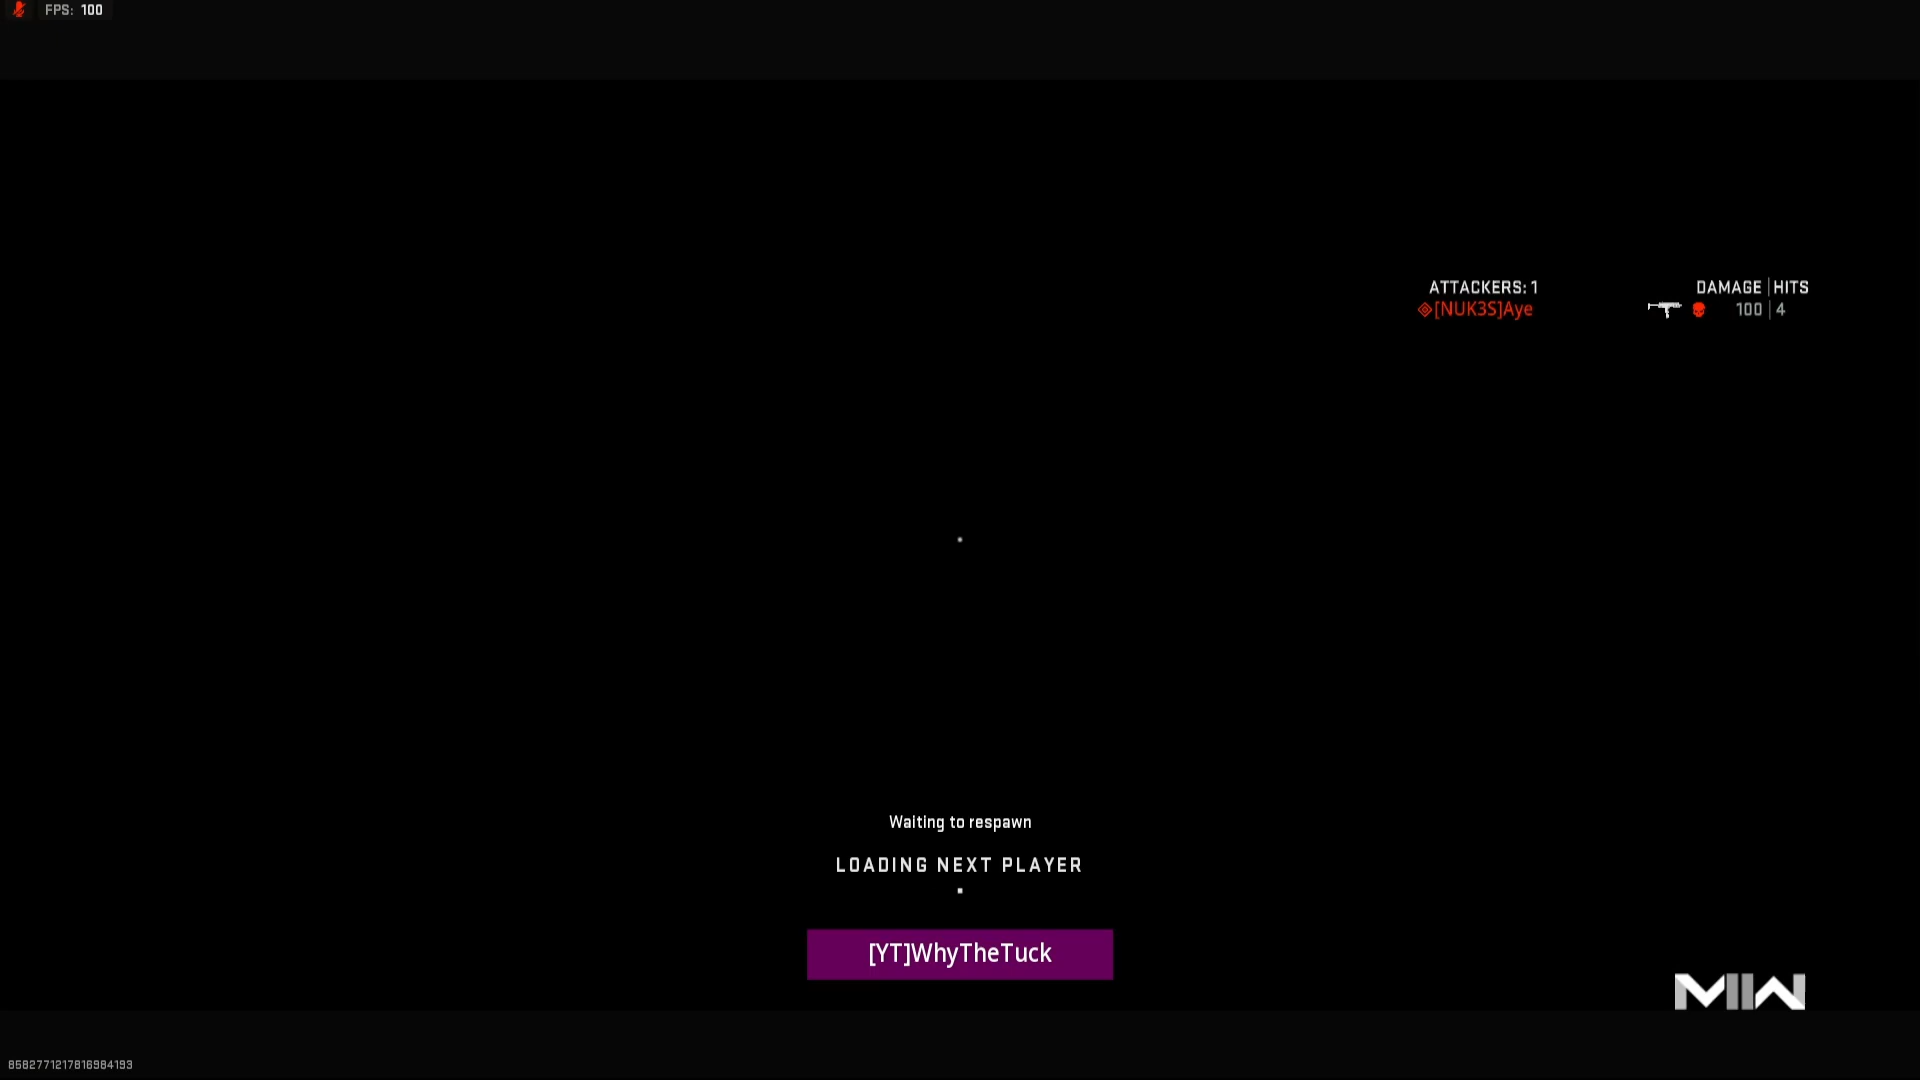 FPS: 100
ATTACKERS: 1
DAMAGE | HITS
[NUK3S]Aye
100 | 4
Waiting to respawn
LOADING NEXT PLAYER
[YT]WhyTheTuck
MIIW
8582771217816984193